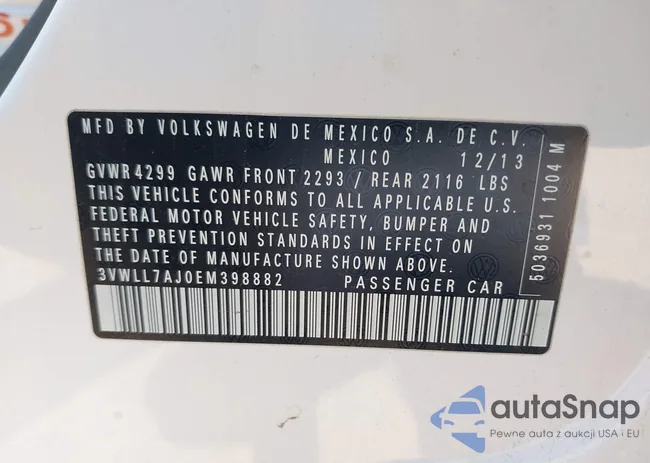 MFD BY VOLKSWAGEN DE MEXICO S.A. DE C.V.
MEXICO 12/13
GVWR 4299 GAWR FRONT 2293 / REAR 2116 LBS
THIS VEHICLE CONFORMS TO ALL APPLICABLE U.S.
FEDERAL MOTOR VEHICLE SAFETY, BUMPER AND
THEFT PREVENTION STANDARDS IN EFFECT ON
THE DATE OF MANUFACTURE SHOWN ABOVE.
3VWLL7AJ0EM398882 PASSENGER CAR
5036931 1004 M
autoSnap
Pewne auta z aukcji USA i EU